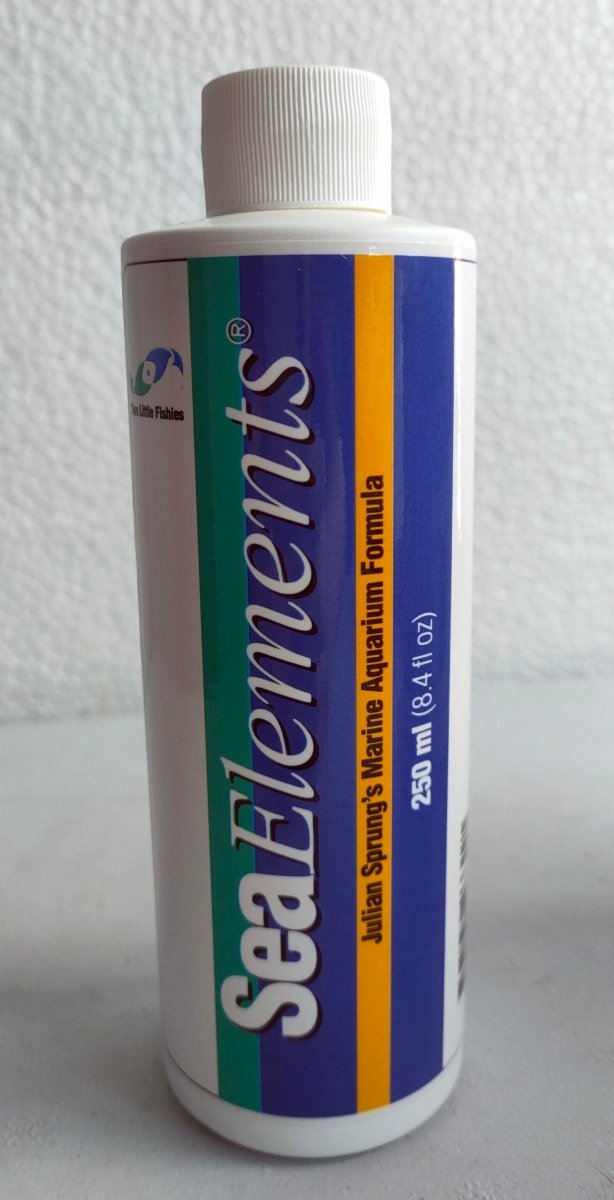 Two Little Fishies
SeaElements®
Julian Sprung's Marine Aquarium Formula
250 ml (8.4 fl oz)